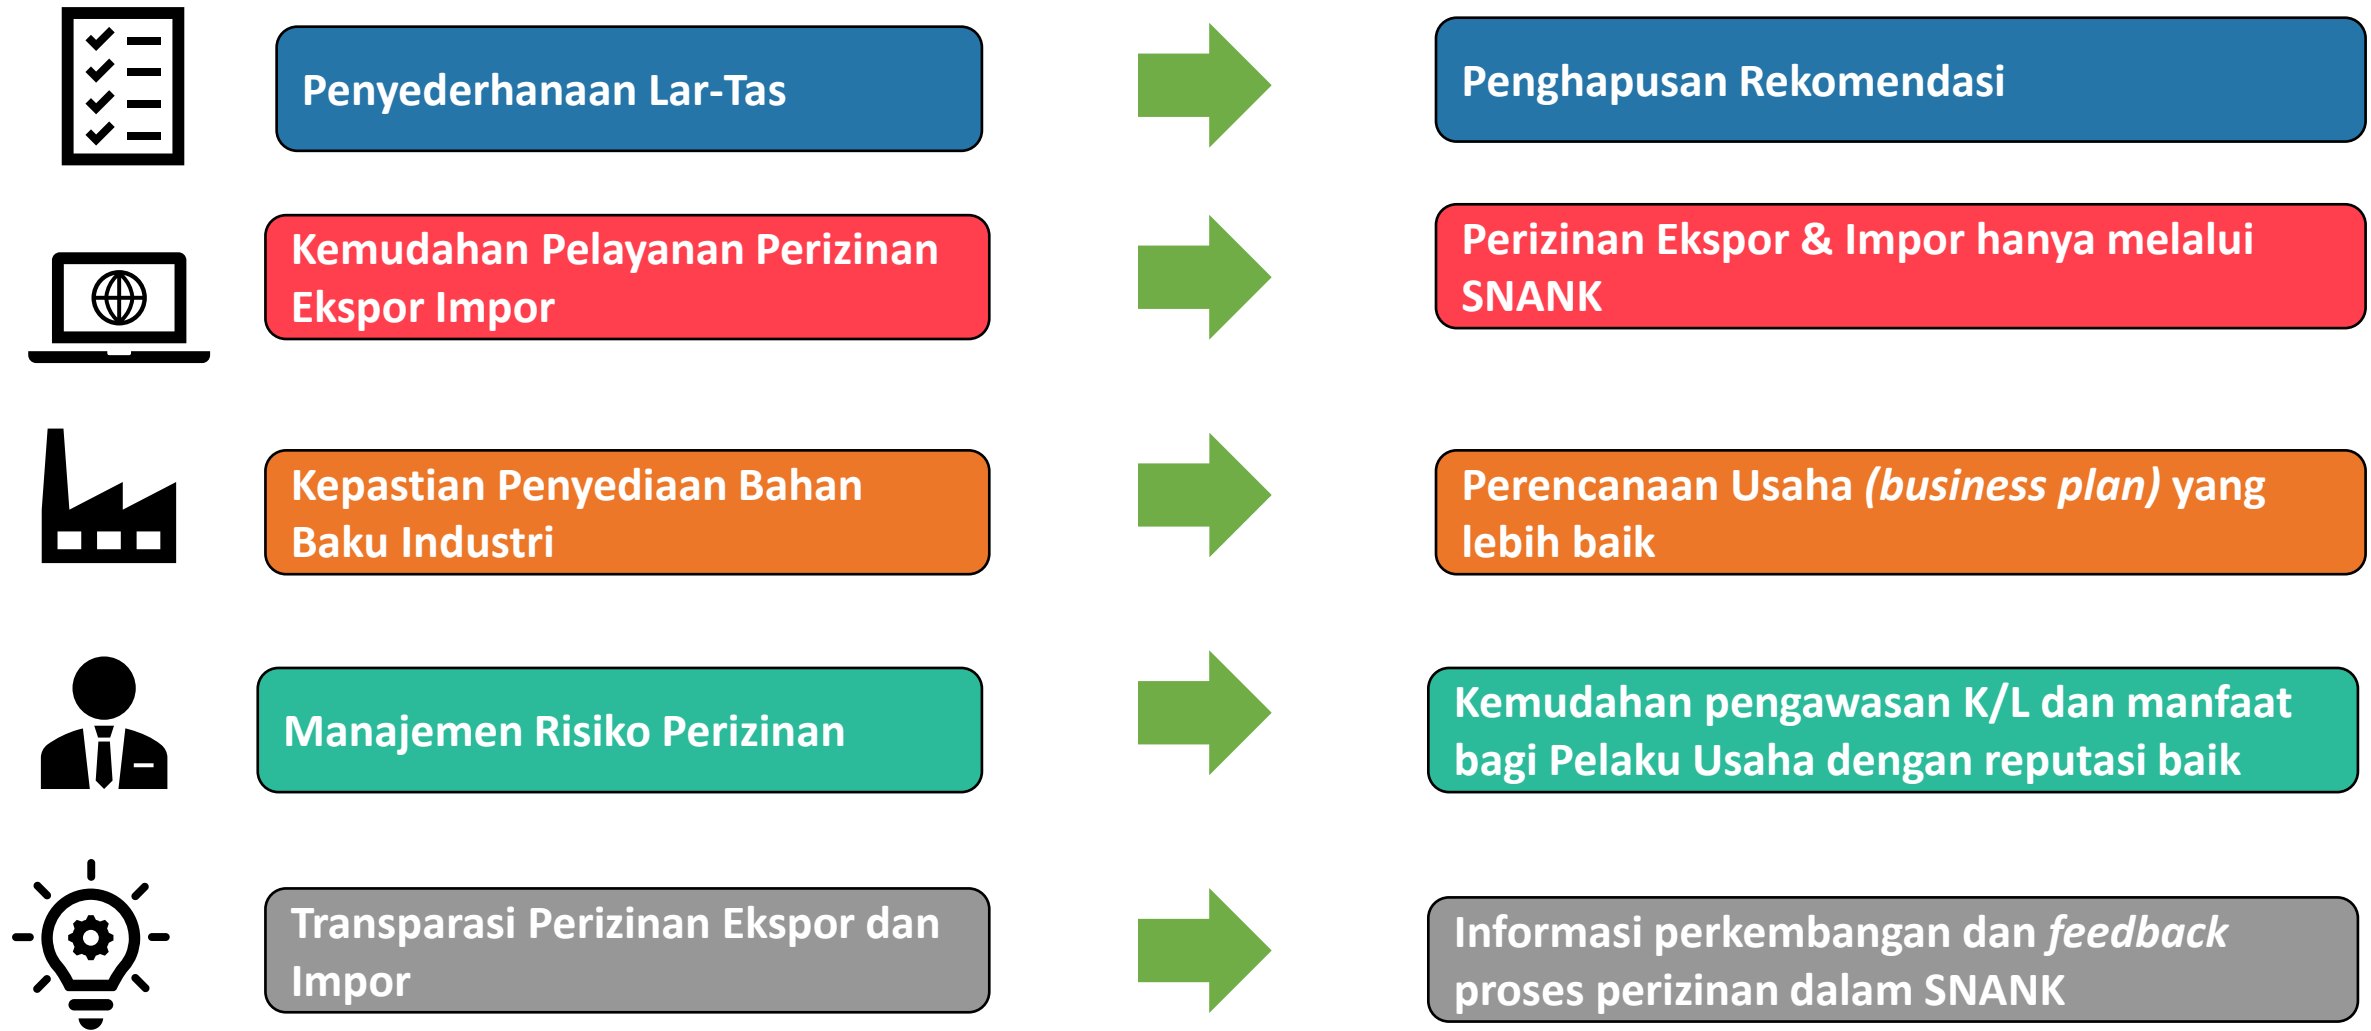 Penyederhanaan Lar-Tas
Penghapusan Rekomendasi
Kemudahan Pelayanan Perizinan
Ekspor Impor
Perizinan Ekspor & Impor hanya melalui
SNANK
Kepastian Penyediaan Bahan
Baku Industri
Perencanaan Usaha (business plan) yang
lebih baik
Manajemen Risiko Perizinan
Kemudahan pengawasan K/L dan manfaat
bagi Pelaku Usaha dengan reputasi baik
Transparasi Perizinan Ekspor dan
Impor
Informasi perkembangan dan feedback
proses perizinan dalam SNANK